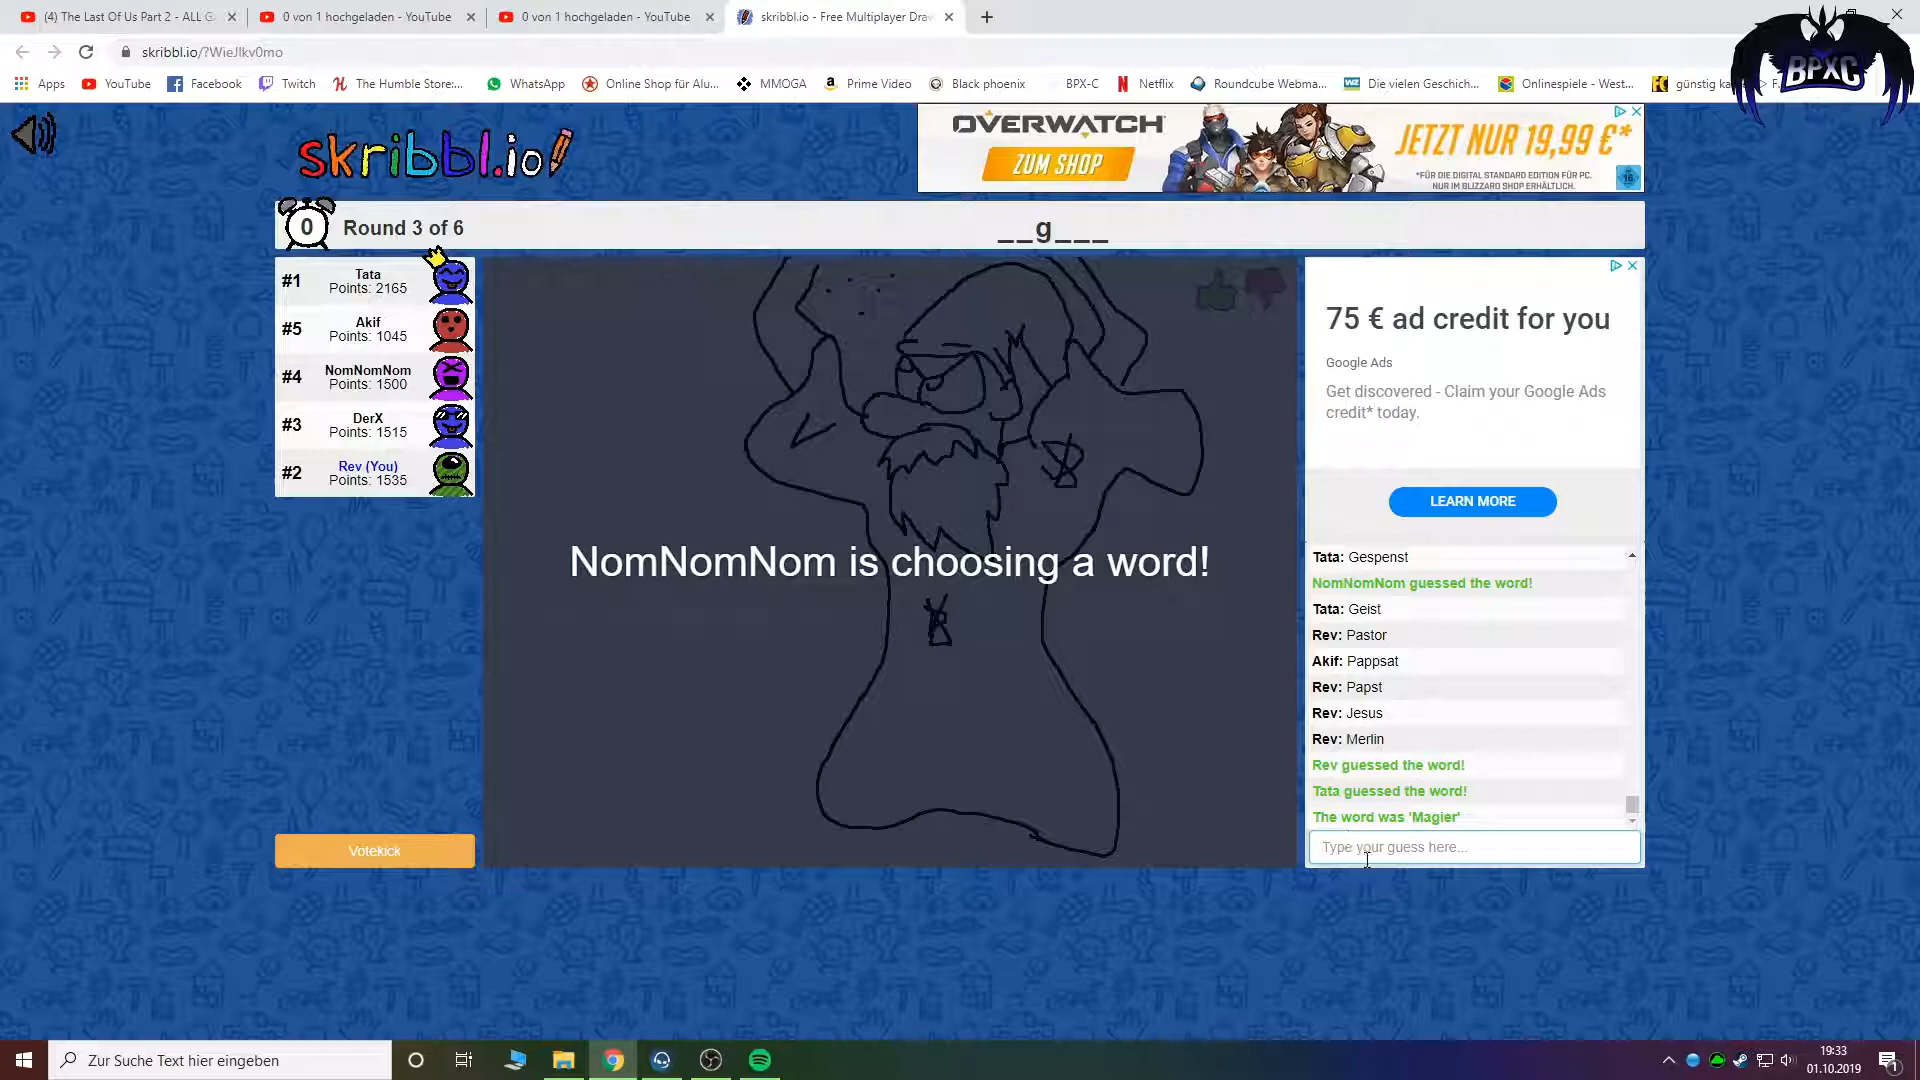 (4) The Last Of Us Part 2 - ALL G
0 von 1 hochgeladen - YouTube
0 von 1 hochgeladen - YouTube
skribbl.io - Free Multiplayer Draw
skribbl.io/?WieJlkv0mo
Apps
YouTube
Facebook
Twitch
The Humble Store:...
WhatsApp
Online Shop für Alu...
MMOGA
Prime Video
Black phoenix
BPX-C
Netflix
Roundcube Webma...
Die vielen Geschich...
Onlinespiele - West...
günstig ka
BPXC
skribbl.io
OVERWATCH
ZUM SHOP
JETZT NUR 19,99 €*
*FÜR DIE DIGITAL STANDARD EDITION FÜR PC.
NUR IM BLIZZARD SHOP ERHÄLTLICH.
16
0
Round 3 of 6
__g___
#1
Tata
Points: 2165
#5
Akif
Points: 1045
#4
NomNomNom
Points: 1500
#3
DerX
Points: 1515
#2
Rev (You)
Points: 1535
Votekick
NomNomNom is choosing a word!
75 € ad credit for you
Google Ads
Get discovered - Claim your Google Ads
credit* today.
LEARN MORE
Tata: Gespenst
NomNomNom guessed the word!
Tata: Geist
Rev: Pastor
Akif: Pappsat
Rev: Papst
Rev: Jesus
Rev: Merlin
Rev guessed the word!
Tata guessed the word!
The word was 'Magier'
Type your guess here...
Zur Suche Text hier eingeben
19:33
01.10.2019
1